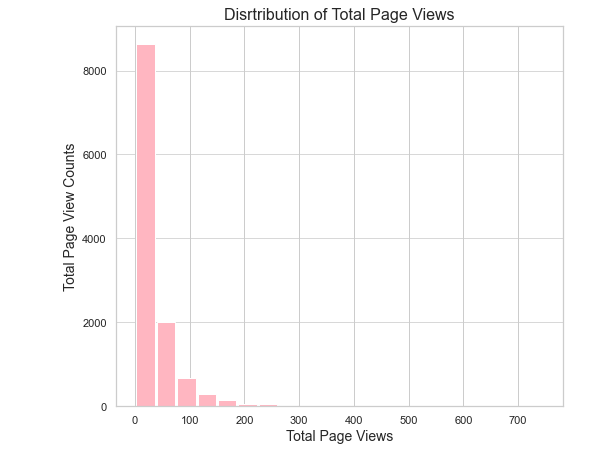 Disrtribution of Total Page Views
Total Page View Counts
8000
6000
4000
2000
0
0 100 200 300 400 500 600 700
Total Page Views